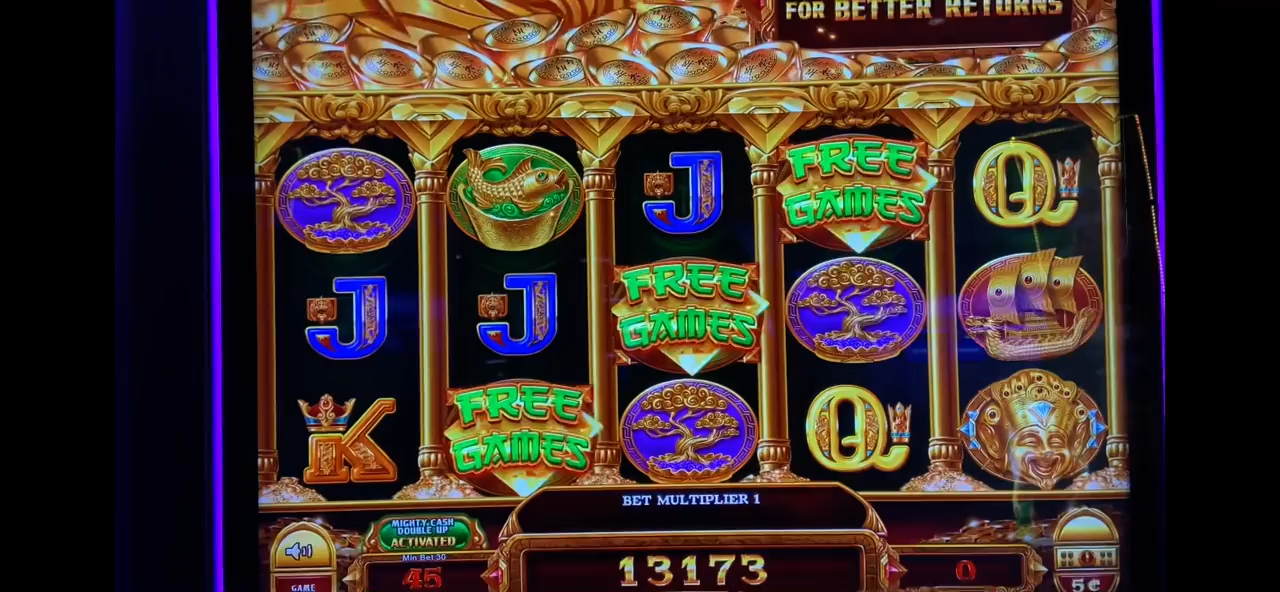 FOR BETTER RETURNS
J
FREE
GAMES
Q
J
J
FREE
GAMES
K
FREE
GAMES
Q
BET MULTIPLIER 1
MIGHTY CASH
DOUBLE UP
ACTIVATED
Min Bet 30
45
13173
0
0
GAME
5¢